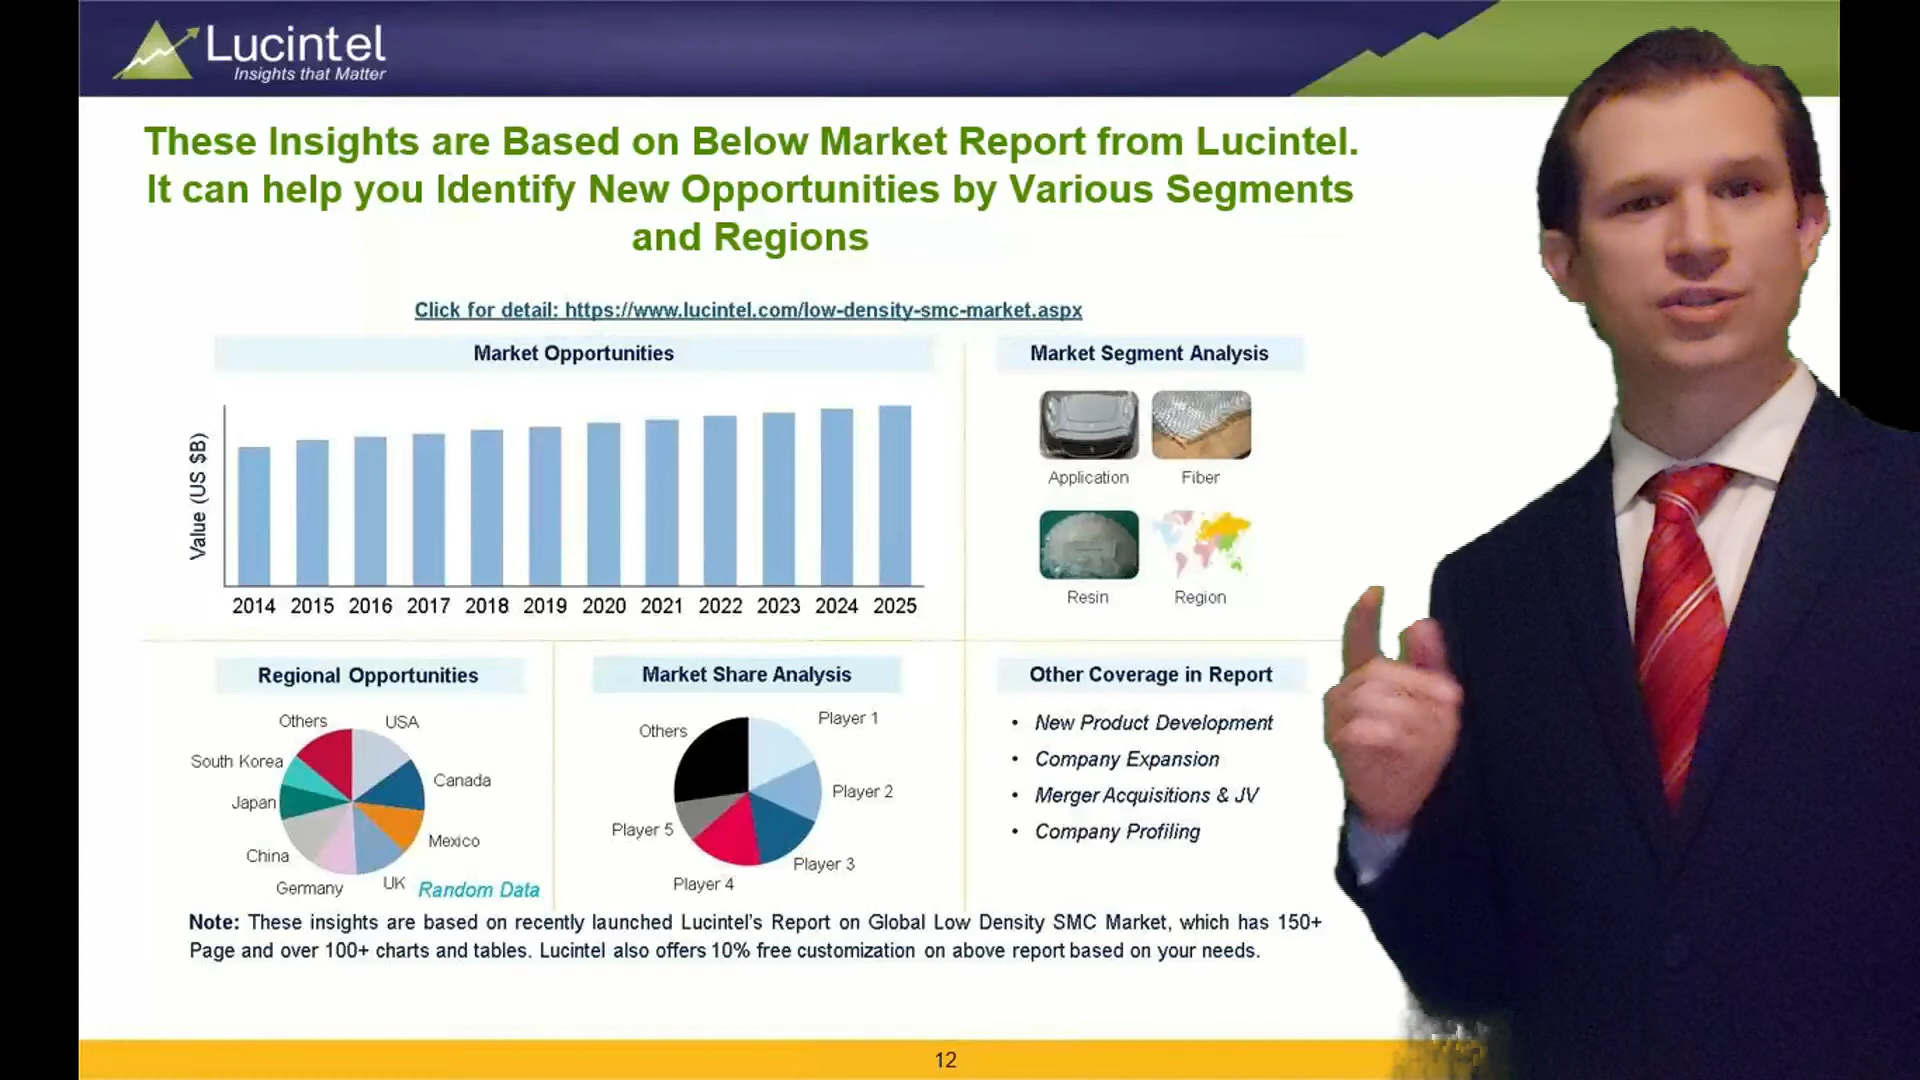 Lucintel
Insights that Matter
These Insights are Based on Below Market Report from Lucintel.
It can help you Identify New Opportunities by Various Segments
and Regions
Click for detail: https://www.lucintel.com/low-density-smc-market.aspx
Market Opportunities
Value (US $B)
2014 2015 2016 2017 2018 2019 2020 2021 2022 2023 2024 2025
Market Segment Analysis
Application
Fiber
Resin
Region
Regional Opportunities
Others
USA
South Korea
Canada
Japan
Mexico
China
Germany
UK
Random Data
Market Share Analysis
Others
Player 1
Player 2
Player 5
Player 3
Player 4
Other Coverage in Report
• New Product Development
• Company Expansion
• Merger Acquisitions & JV
• Company Profiling
Note: These insights are based on recently launched Lucintel's Report on Global Low Density SMC Market, which has 150+
Page and over 100+ charts and tables. Lucintel also offers 10% free customization on above report based on your needs.
12